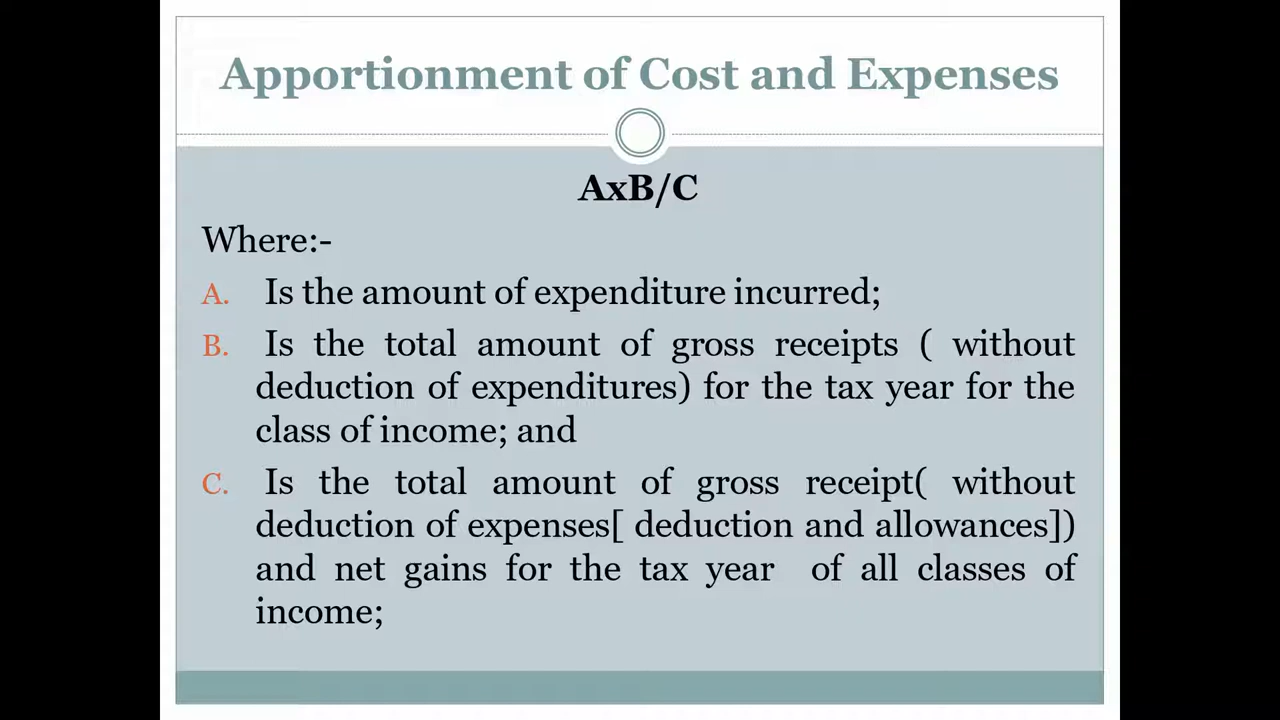 Apportionment of Cost and Expenses
AxB/C
Where:-
A. Is the amount of expenditure incurred;
B. Is the total amount of gross receipts ( without
deduction of expenditures) for the tax year for the
class of income; and
C. Is the total amount of gross receipt( without
deduction of expenses[ deduction and allowances])
and net gains for the tax year of all classes of
income;